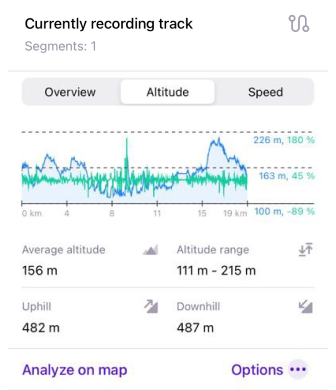 Currently recording track
Segments: 1
Overview Altitude Speed
226 m, 180 %
163 m, 45 %
100 m, -89 %
0 km 4 8 11 15 19 km
Average altitude Altitude range
156 m 111 m - 215 m
Uphill Downhill
482 m 487 m
Analyze on map Options